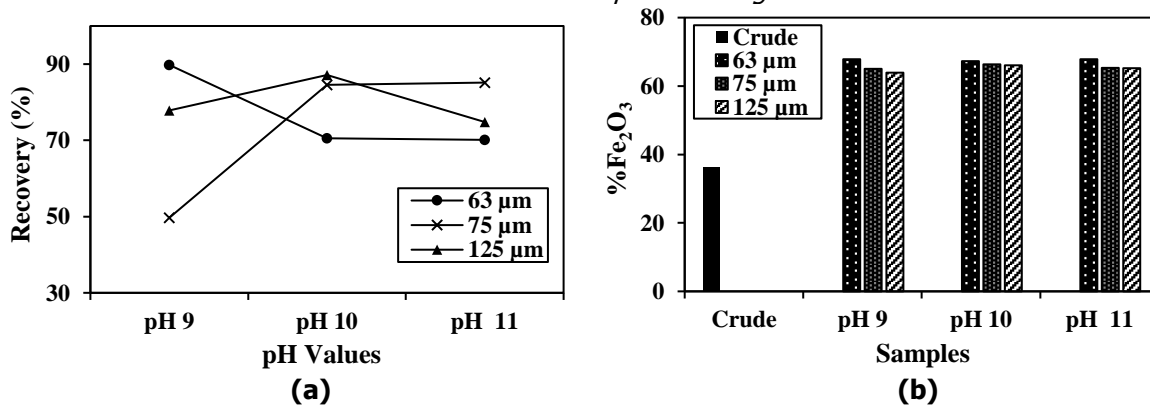 90
70
50
30
Recovery (%)
63 µm
75 µm
125 µm
pH 9
pH 10
pH 11
pH Values
(a)
80
60
40
20
0
%Fe₂O₃
Crude
63 µm
75 µm
125 µm
Crude
pH 9
pH 10
pH 11
Samples
(b)